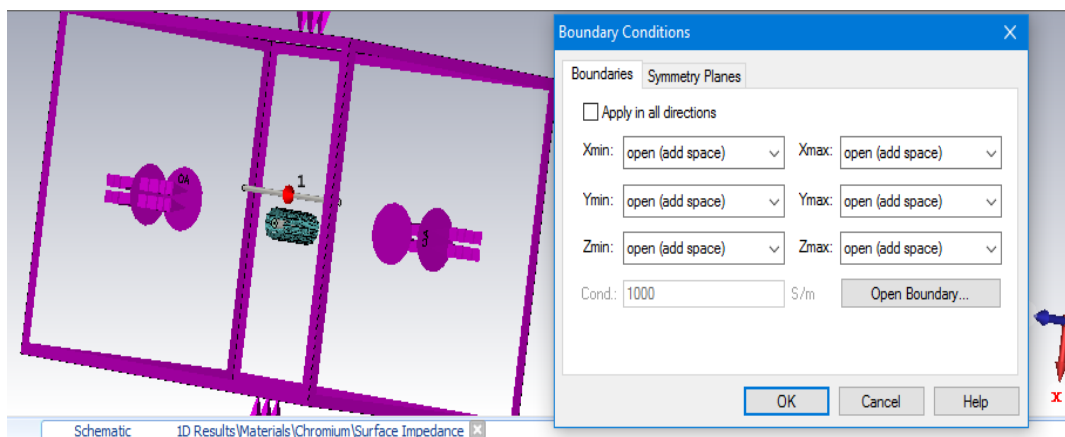 Boundary Conditions
Boundaries Symmetry Planes
Apply in all directions
Xmin: open (add space) Xmax: open (add space)
Ymin: open (add space) Ymax: open (add space)
Zmin: open (add space) Zmax: open (add space)
Cond.: 1000 S/m Open Boundary...
OK Cancel Help
1
x
Schematic 1D Results\Materials\Chromium\Surface Impedance